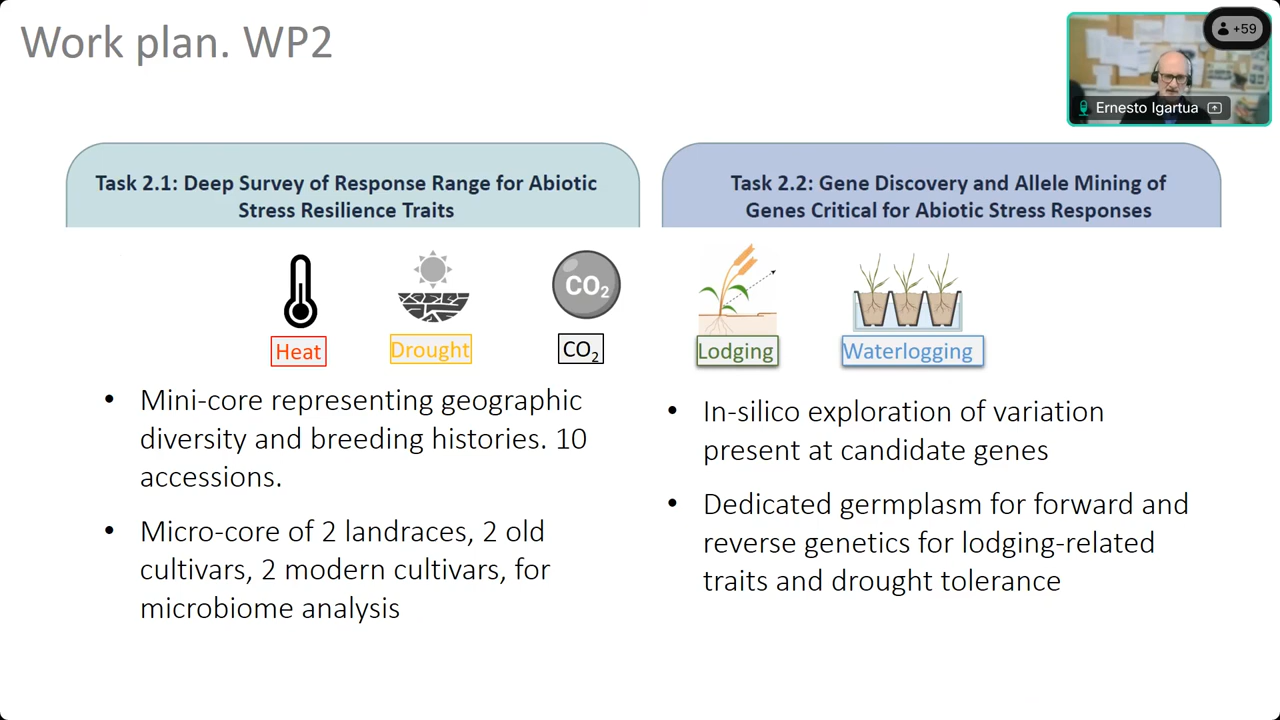 Work plan. WP2
+59
Ernesto Igartua
Task 2.1: Deep Survey of Response Range for Abiotic
Stress Resilience Traits
CO2
Heat
Drought
CO2
Mini-core representing geographic
diversity and breeding histories. 10
accessions.
Micro-core of 2 landraces, 2 old
cultivars, 2 modern cultivars, for
microbiome analysis
Task 2.2: Gene Discovery and Allele Mining of
Genes Critical for Abiotic Stress Responses
Lodging
Waterlogging
In-silico exploration of variation
present at candidate genes
Dedicated germplasm for forward and
reverse genetics for lodging-related
traits and drought tolerance